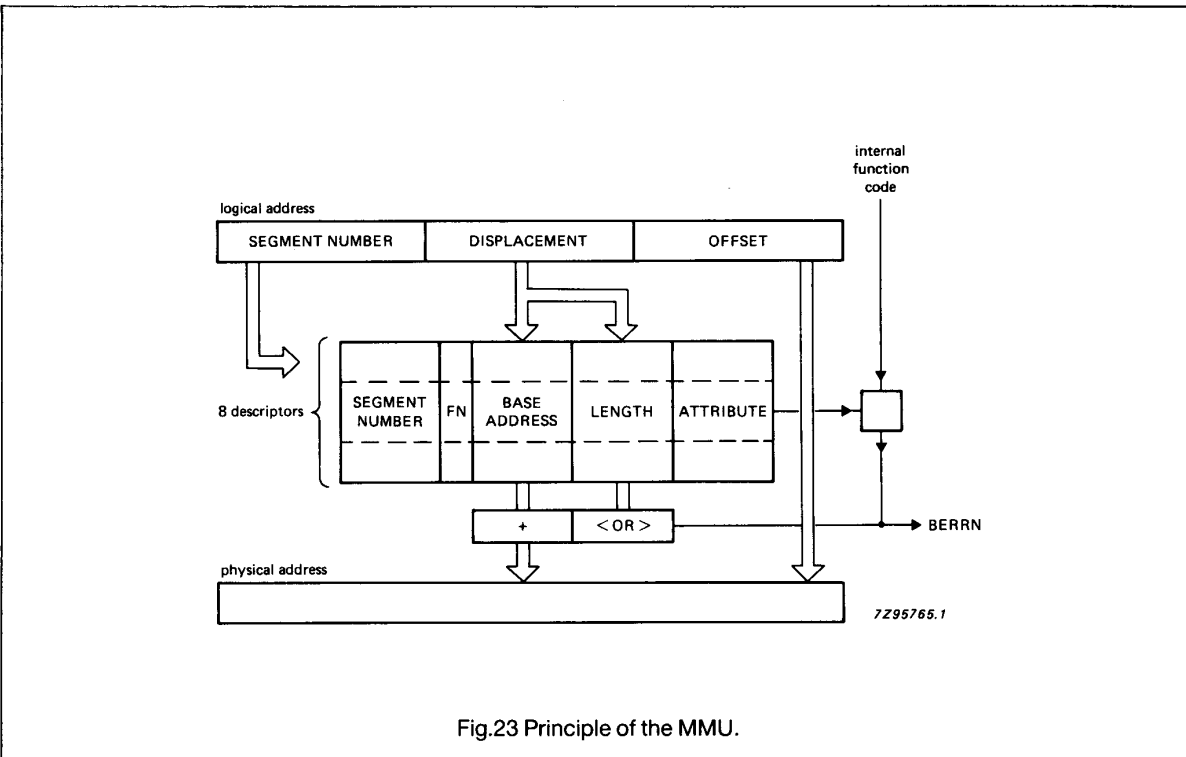 internal
function
code
logical address
SEGMENT NUMBER DISPLACEMENT OFFSET
8 descriptors
SEGMENT
NUMBER
FN
BASE
ADDRESS
LENGTH
ATTRIBUTE
+
< OR >
BERRN
physical address
7Z95765.1
Fig.23 Principle of the MMU.